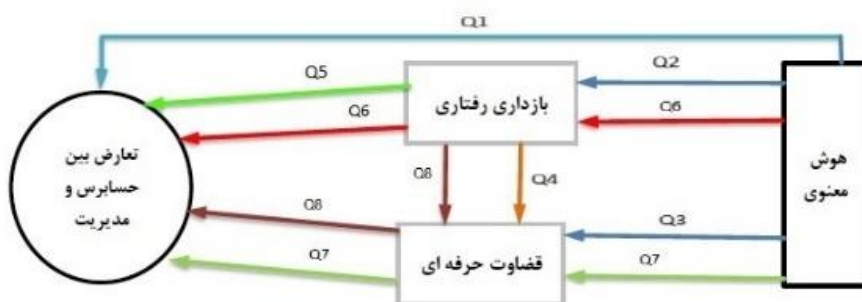 Q1
Q5
Q2
بازداری رفتاری
Q6
Q6
هوش
معنوی
تعارض بین
حسابرس و
مدیریت
Q8
Q4
Q8
Q3
قضاوت حرفه ای
Q7
Q7